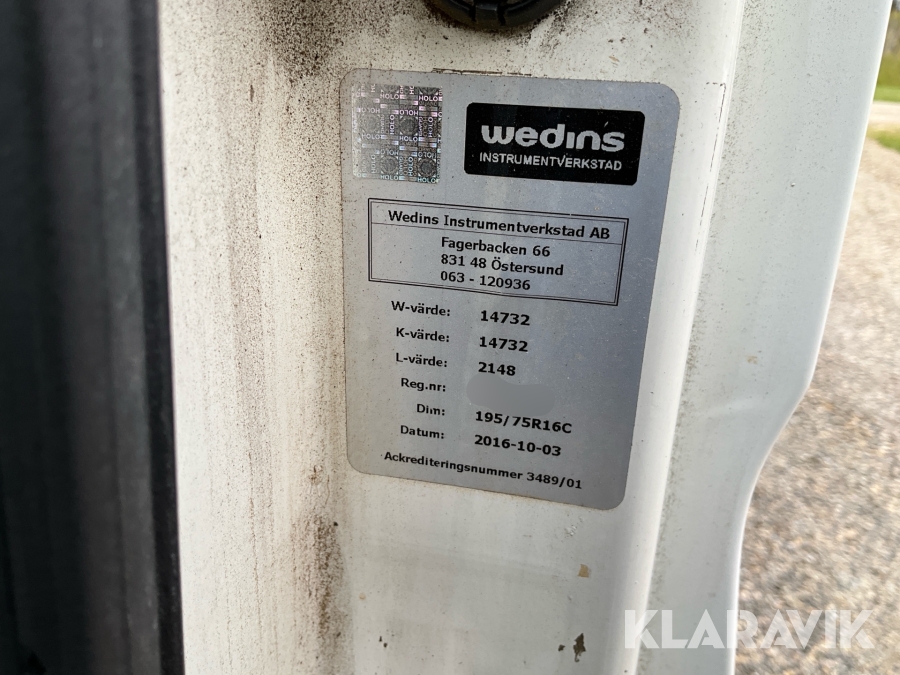 wedins
INSTRUMENTVERKSTAD
Wedins Instrumentverkstad AB
Fagerbacken 66
831 48 Östersund
063 - 120936
W-värde: 14732
K-värde: 14732
L-värde: 2148
Reg.nr:
Dim: 195/75R16C
Datum: 2016-10-03
Ackrediteringsnummer 3489/01
HOLO
KLARAVIK